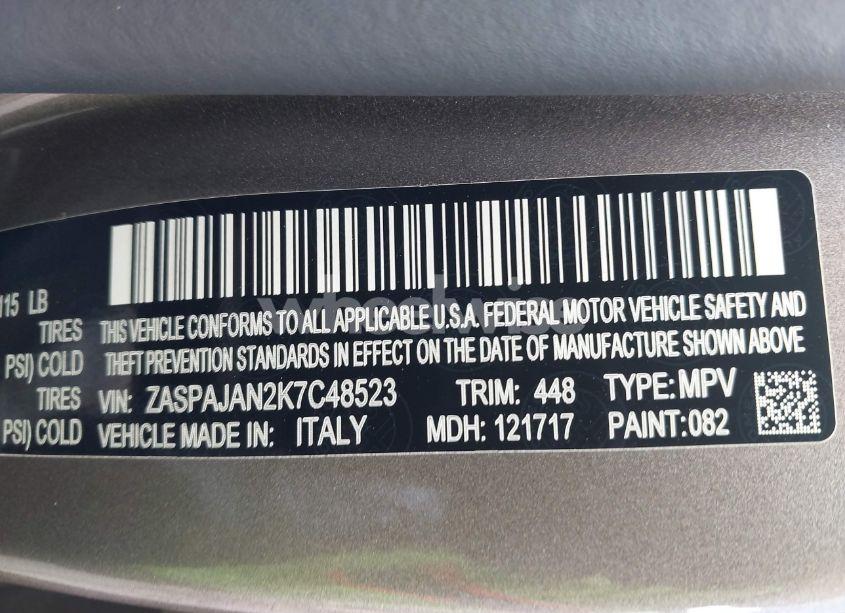 115 LB
THIS VEHICLE CONFORMS TO ALL APPLICABLE U.S.A. FEDERAL MOTOR VEHICLE SAFETY AND
TIRES
THEFT PREVENTION STANDARDS IN EFFECT ON THE DATE OF MANUFACTURE SHOWN ABOVE
PSI) COLD
VIN: ZASPAJAN2K7C48523 TRIM: 448 TYPE: MPV
TIRES
VEHICLE MADE IN: ITALY MDH: 121717 PAINT:082
PSI) COLD